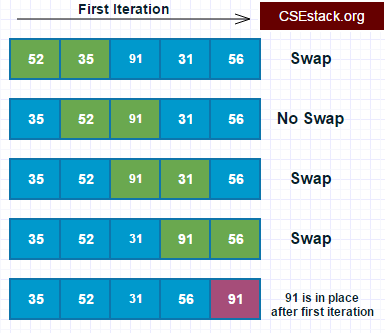 First Iteration
CSEstack.org
52 35 91 31 56 Swap
35 52 91 31 56 No Swap
35 52 91 31 56 Swap
35 52 31 91 56 Swap
35 52 31 56 91
91 is in place
after first iteration